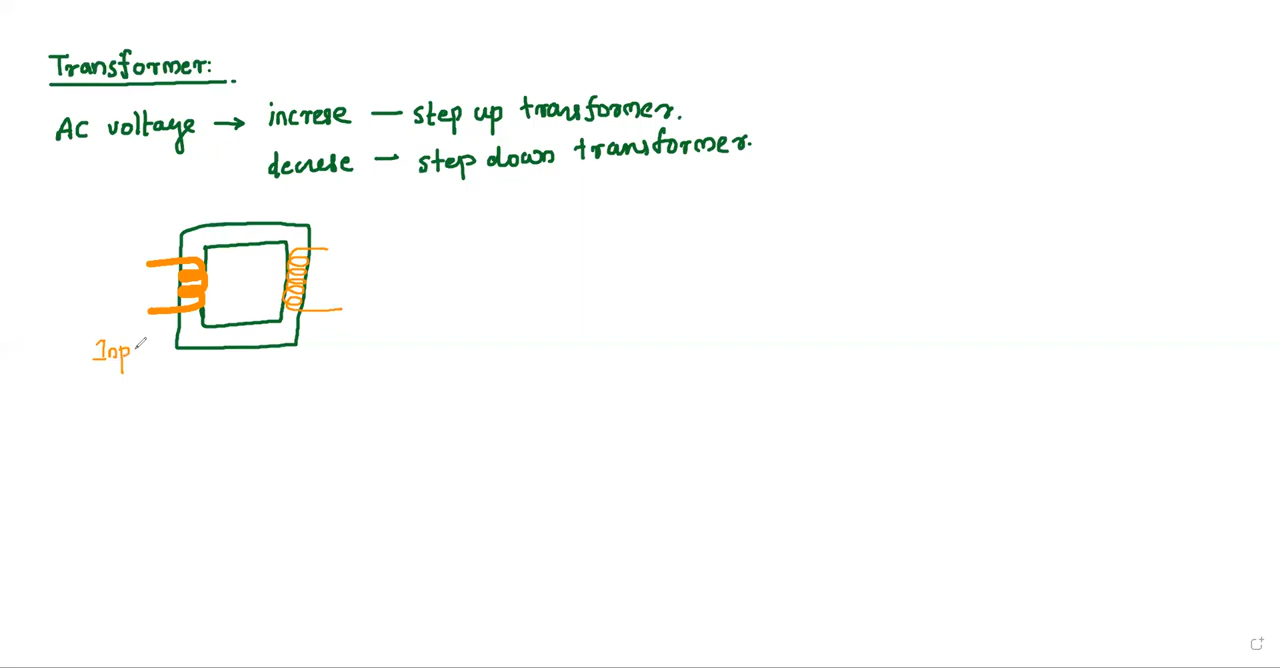 Transformer:
AC voltage → increse — step up transformer.
decrese — step down transformer.
Inp